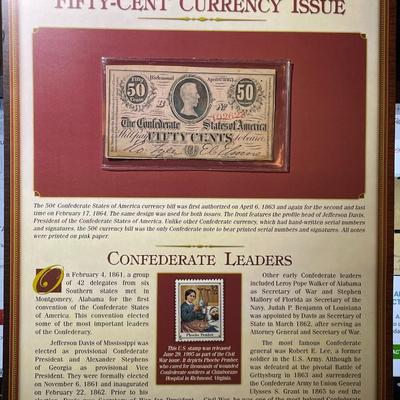 FIFTY-CENT CURRENCY ISSUE
50 CENT
Richmond
April 6, 1863
50
B
No
The Confederate States of America
Will pay FIFTY CENTS to bearer
The 50¢ Confederate States of America currency bill was first authorized on April 6, 1863 and again for the second and last
time on February 17, 1864. The same design was used for both issues. The front features the profile head of Jefferson Davis,
President of the Confederate States of America. Unlike other Confederate currency, which had hand-written serial numbers
and signatures, the 50¢ currency bill was the only Confederate note to bear printed serial numbers and signatures. All notes
were printed on pink paper.
CONFEDERATE LEADERS
On February 4, 1861, a group
of 42 delegates from six
Southern states met in
Montgomery, Alabama for the first
convention of the Confederate States of
America. This convention elected
some of the most important leaders
of the Confederacy.
Jefferson Davis of Mississippi was
elected as provisional Confederate
President and Alexander Stephens
of Georgia as provisional Vice
President. They were formally elected
on November 6, 1861 and inaugurated
on February 22, 1862. Prior to his
Phoebe Pember
This U.S. stamp was released
June 29, 1995 as part of the Civil
War issue. It depicts Phoebe Pember,
who cared for thousands of wounded
Confederate soldiers at Chimborazo
Hospital in Richmond, Virginia.
Other early Confederate leaders
included Leroy Pope Walker of Alabama
as Secretary of War and Stephen
Mallory of Florida as Secretary of the
Navy. Judah P. Benjamin of Louisiana
was appointed by Davis as Secretary of
State in March 1862, after serving as
Attorney General and Secretary of War.
The most famous Confederate
general was Robert E. Lee, a former
soldier in the U.S. Army. Although he
was defeated at the pivotal Battle of
Gettysburg in 1863 and surrendered
the Confederate Army to Union General
Ulysses S. Grant in 1865 to end the